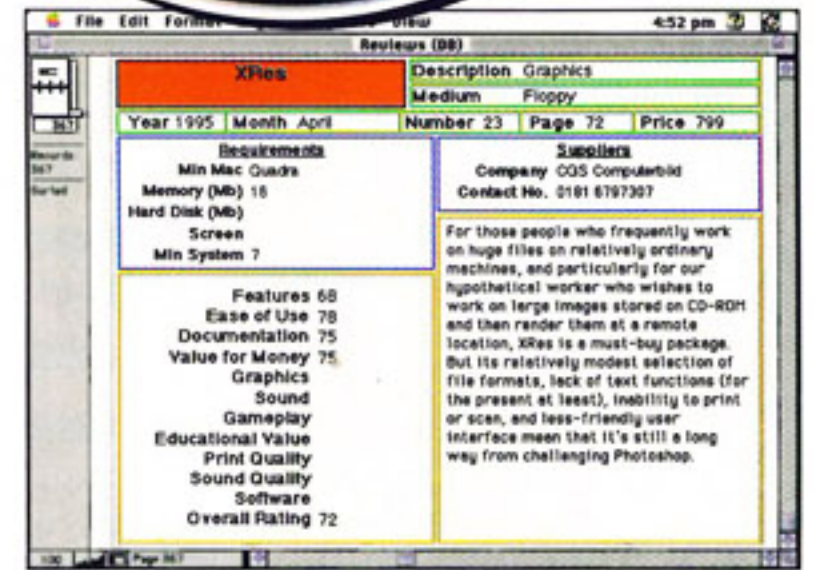 File Edit Format View 4:52 pm
Reviews (DB)
XRes
Description Graphics
Medium Floppy
Year 1995 Month April Number 23 Page 72 Price 799
Requirements
Min Mac Quadra
Memory (Mb) 16
Hard Disk (Mb)
Screen
Min System 7
Suppliers
Company CGS Computerbild
Contact No. 0181 6797307
Features 68
Ease of Use 78
Documentation 75
Value for Money 75
Graphics
Sound
Gameplay
Educational Value
Print Quality
Sound Quality
Software
Overall Rating 72
For those people who frequently work
on huge files on relatively ordinary
machines, and particularly for our
hypothetical worker who wishes to
work on large images stored on CD-ROM
and then render them at a remote
location, XRes is a must-buy package.
But its relatively modest selection of
file formats, lack of text functions (for
the present at least), inability to print
or scan, and less-friendly user
interface mean that it's still a long
way from challenging Photoshop.
367
Records
367
Sorted
100 Page 367